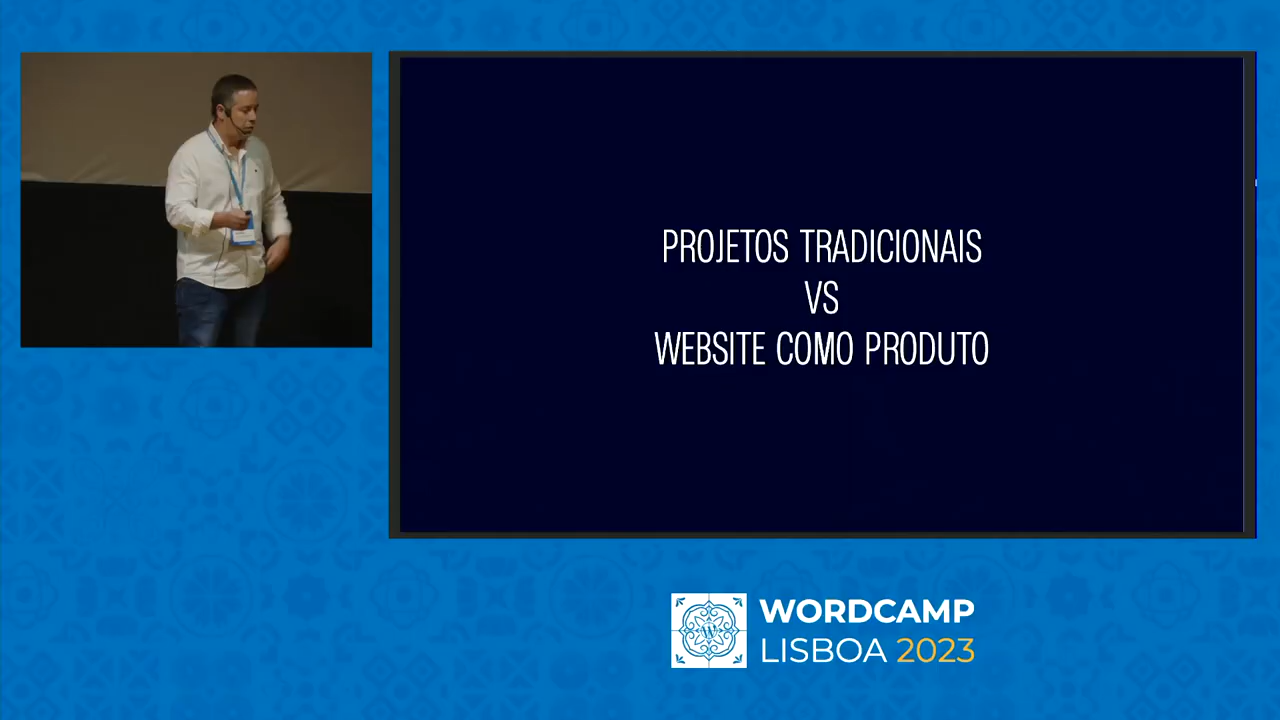 PROJETOS TRADICIONAIS
VS
WEBSITE COMO PRODUTO
WORDCAMP
LISBOA 2023